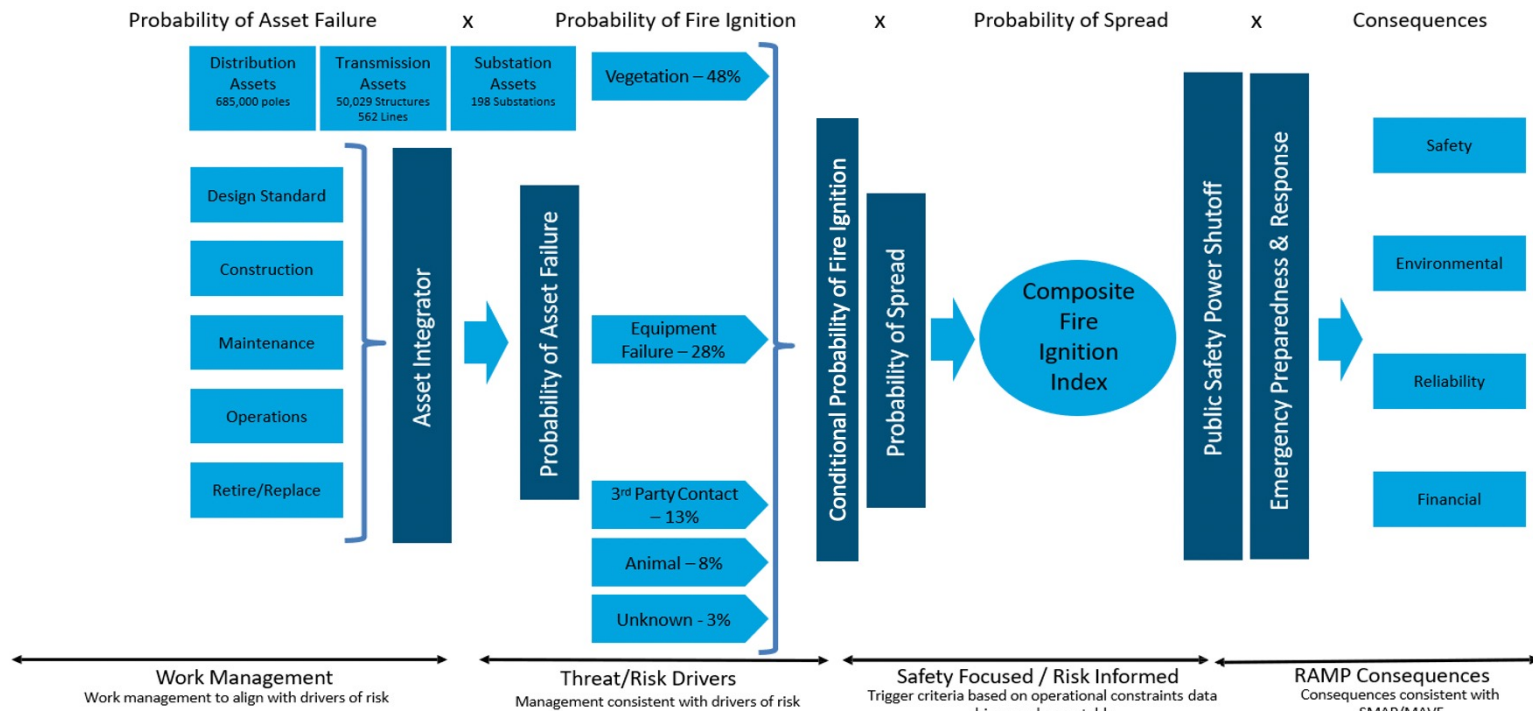 Probability of Asset Failure x Probability of Fire Ignition x Probability of Spread x Consequences
Distribution
Assets
685,000 poles
Transmission
Assets
50,029 Structures
562 Lines
Substation
Assets
198 Substations
Design Standard
Construction
Maintenance
Operations
Retire/Replace
Asset Integrator
Probability of Asset Failure
Vegetation – 48%
Equipment
Failure – 28%
3rd Party Contact
– 13%
Animal – 8%
Unknown - 3%
Conditional Probability of Fire Ignition
Probability of Spread
Composite
Fire
Ignition
Index
Public Safety Power Shutoff
Emergency Preparedness & Response
Safety
Environmental
Reliability
Financial
Work Management
Work management to align with drivers of risk
Threat/Risk Drivers
Management consistent with drivers of risk
Safety Focused / Risk Informed
Trigger criteria based on operational constraints data
RAMP Consequences
Consequences consistent with